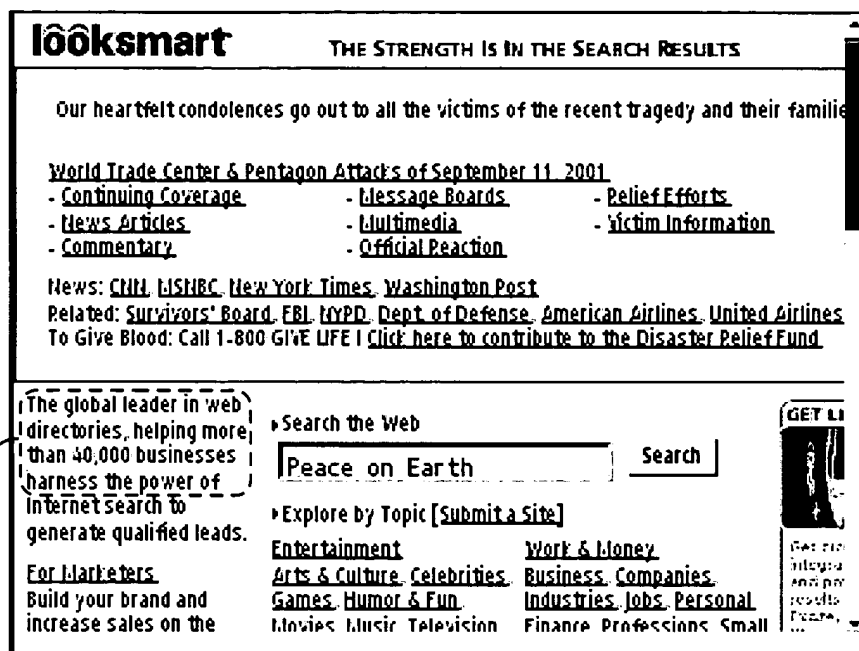 lôôksmart THE STRENGTH IS IN THE SEARCH RESULTS
Our heartfelt condolences go out to all the victims of the recent tragedy and their familie
World Trade Center & Pentagon Attacks of September 11, 2001
- Continuing Coverage - Message Boards - Relief Efforts
- News Articles - Multimedia - Victim Information
- Commentary - Official Reaction
News: CNN, MSNBC, New York Times, Washington Post
Related: Survivors' Board, FBI, NYPD, Dept. of Defense, American Airlines, United Airlines
To Give Blood: Call 1-800 GIVE LIFE | Click here to contribute to the Disaster Relief Fund
The global leader in web
directories, helping more
than 40,000 businesses
harness the power of
Internet search to
generate qualified leads.
For Marketers
Build your brand and
increase sales on the
Search the Web
Peace on Earth Search
Explore by Topic [Submit a Site]
Entertainment
Arts & Culture, Celebrities,
Games, Humor & Fun,
Movies, Music, Television
Work & Money
Business, Companies,
Industries, Jobs, Personal
Finance, Professions, Small
GET LI
Get
integra
and
results